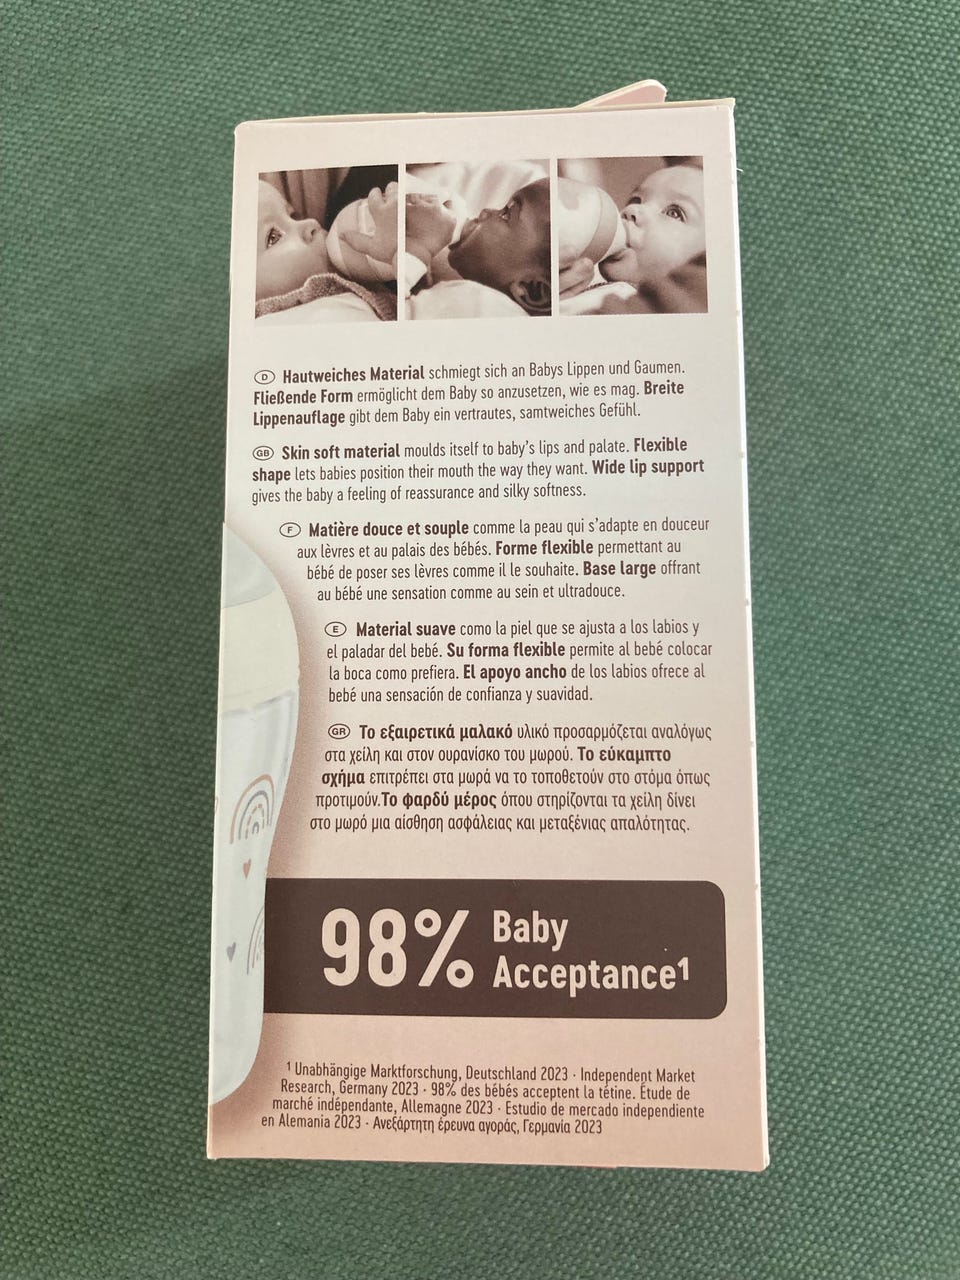 D Hautweiches Material schmiegt sich an Babys Lippen und Gaumen.
Fließende Form ermöglicht dem Baby so anzusetzen, wie es mag. Breite
Lippenauflage gibt dem Baby ein vertrautes, samtweiches Gefühl.
GB Skin soft material moulds itself to baby's lips and palate. Flexible
shape lets babies position their mouth the way they want. Wide lip support
gives the baby a feeling of reassurance and silky softness.
F Matière douce et souple comme la peau qui s'adapte en douceur
aux lèvres et au palais des bébés. Forme flexible permettant au
bébé de poser ses lèvres comme il le souhaite. Base large offrant
au bébé une sensation comme au sein et ultradouce.
E Material suave como la piel que se ajusta a los labios y
el paladar del bebé. Su forma flexible permite al bebé colocar
la boca como prefiera. El apoyo ancho de los labios ofrece al
bebé una sensación de confianza y suavidad.
GR Το εξαιρετικά μαλακό υλικό προσαρμόζεται αναλόγως
στα χείλη και στον ουρανίσκο του μωρού. Το εύκαμπτο
σχήμα επιτρέπει στα μωρά να το τοποθετούν στο στόμα όπως
προτιμούν.Το φαρδύ μέρος όπου στηρίζονται τα χείλη δίνει
στο μωρό μια αίσθηση ασφάλειας και μεταξένιας απαλότητας.
98% Baby
Acceptance¹
¹ Unabhängige Marktforschung, Deutschland 2023 · Independent Market
Research, Germany 2023 · 98% des bébés acceptent la tétine. Étude de
marché indépendante, Allemagne 2023 · Estudio de mercado independiente
en Alemania 2023 · Ανεξάρτητη έρευνα αγοράς, Γερμανία 2023